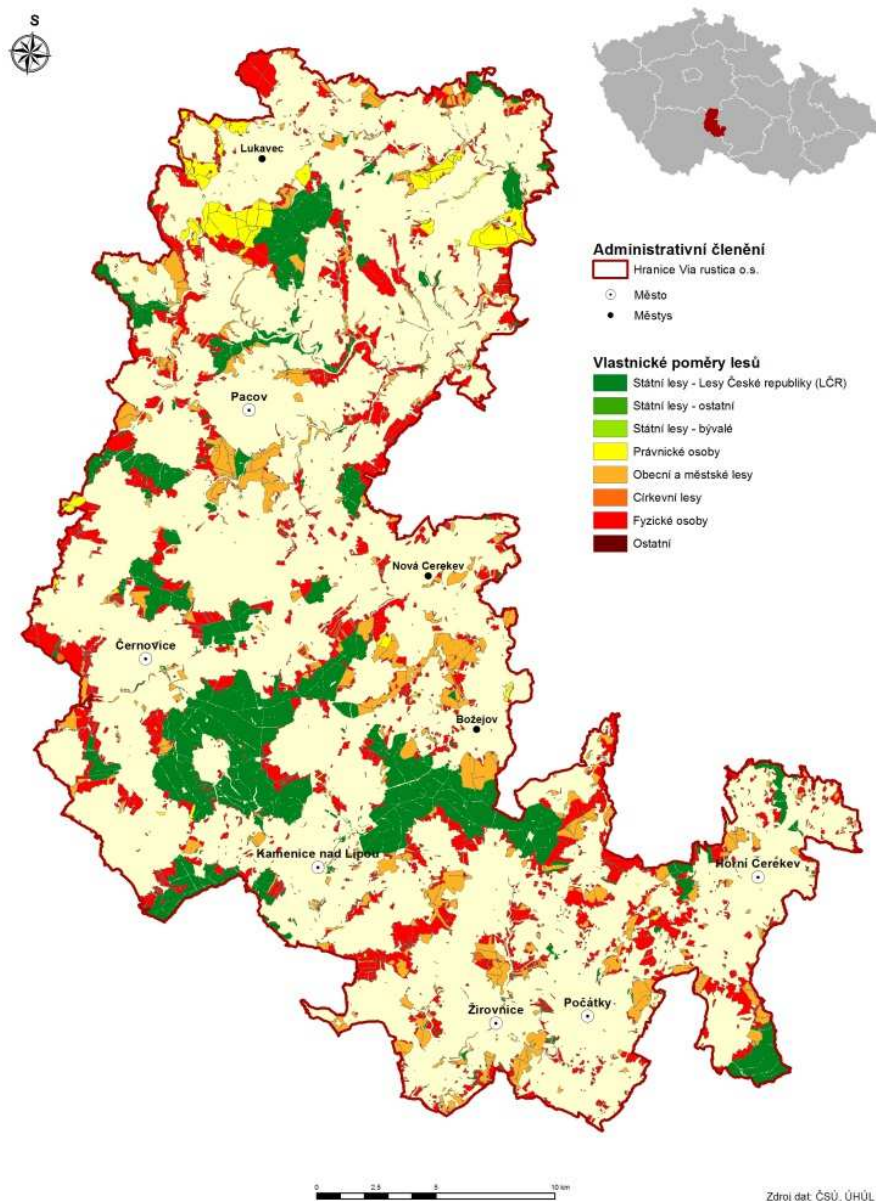 S
Lukavec
Pacov
Nová Cerekev
Černovice
Božejov
Kamenice nad Lipou
Horní Cerekev
Žirovnice
Počátky
Administrativní členění
Hranice Via rustica o.s.
Město
Městys
Vlastnické poměry lesů
Státní lesy - Lesy České republiky (LČR)
Státní lesy - ostatní
Státní lesy - bývalé
Právnické osoby
Obecní a městské lesy
Církevní lesy
Fyzické osoby
Ostatní
0 2,5 5 10 km
Zdroj dat: ČSÚ, ÚHÚL